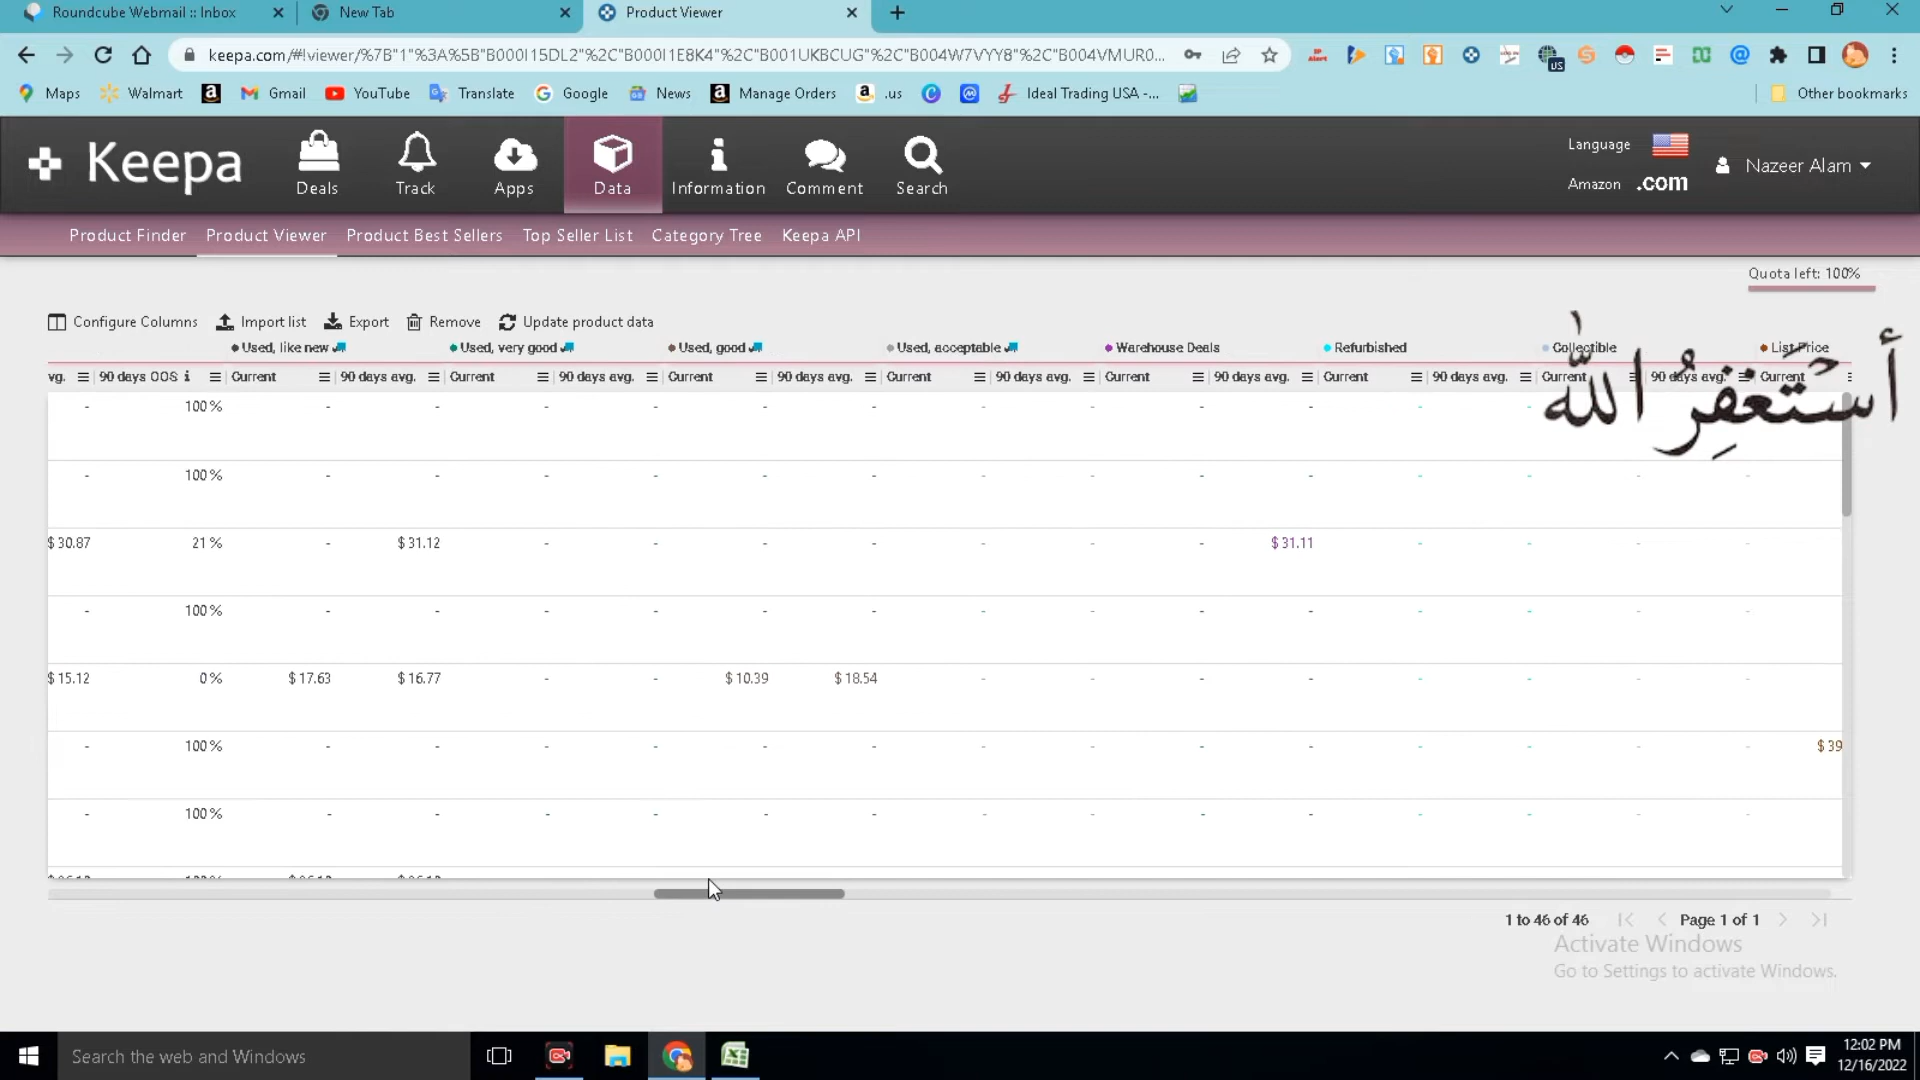 Roundcube Webmail :: Inbox
New Tab
Product Viewer
keepa.com/#!viewer/%7B"1"%3A%5B"B000I15DL2"%2C"B000I1E8K4"%2C"B001UKBCUG"%2C"B004W7VYY8"%2C"B004VMUR0...
Maps Walmart Gmail YouTube Translate Google News Manage Orders .us Ideal Trading USA -... Other bookmarks
Keepa
Deals Track Apps Data Information Comment Search
Language
Amazon .com
Nazeer Alam
Product Finder Product Viewer Product Best Sellers Top Seller List Category Tree Keepa API
Quota left: 100%
Configure Columns Import list Export Remove Update product data
Used, like new Used, very good Used, good Used, acceptable Warehouse Deals Refurbished Collectible List Price
vg. 90 days OOS Current 90 days avg. Current 90 days avg. Current 90 days avg. Current 90 days avg. Current 90 days avg. Current 90 days avg. Current 90 days avg. Current
أَسْتَغْفِرُ اللّٰه
- 100 % - - - - - - - - - - - - - -
- 100 % - - - - - - - - - - - - - -
$ 30.87 21 % - $ 31.12 - - - - - - - $ 31.11 - - - -
- 100 % - - - - - - - - - - - - - -
$ 15.12 0 % $ 17.63 $ 16.77 - - $ 10.39 $ 18.54 - - - - - - - -
- 100 % - - - - - - - - - - - - - - $ 39
- 100 % - - - - - - - - - - - - - -
1 to 46 of 46 Page 1 of 1
Activate Windows
Go to Settings to activate Windows.
Search the web and Windows
12:02 PM
12/16/2022